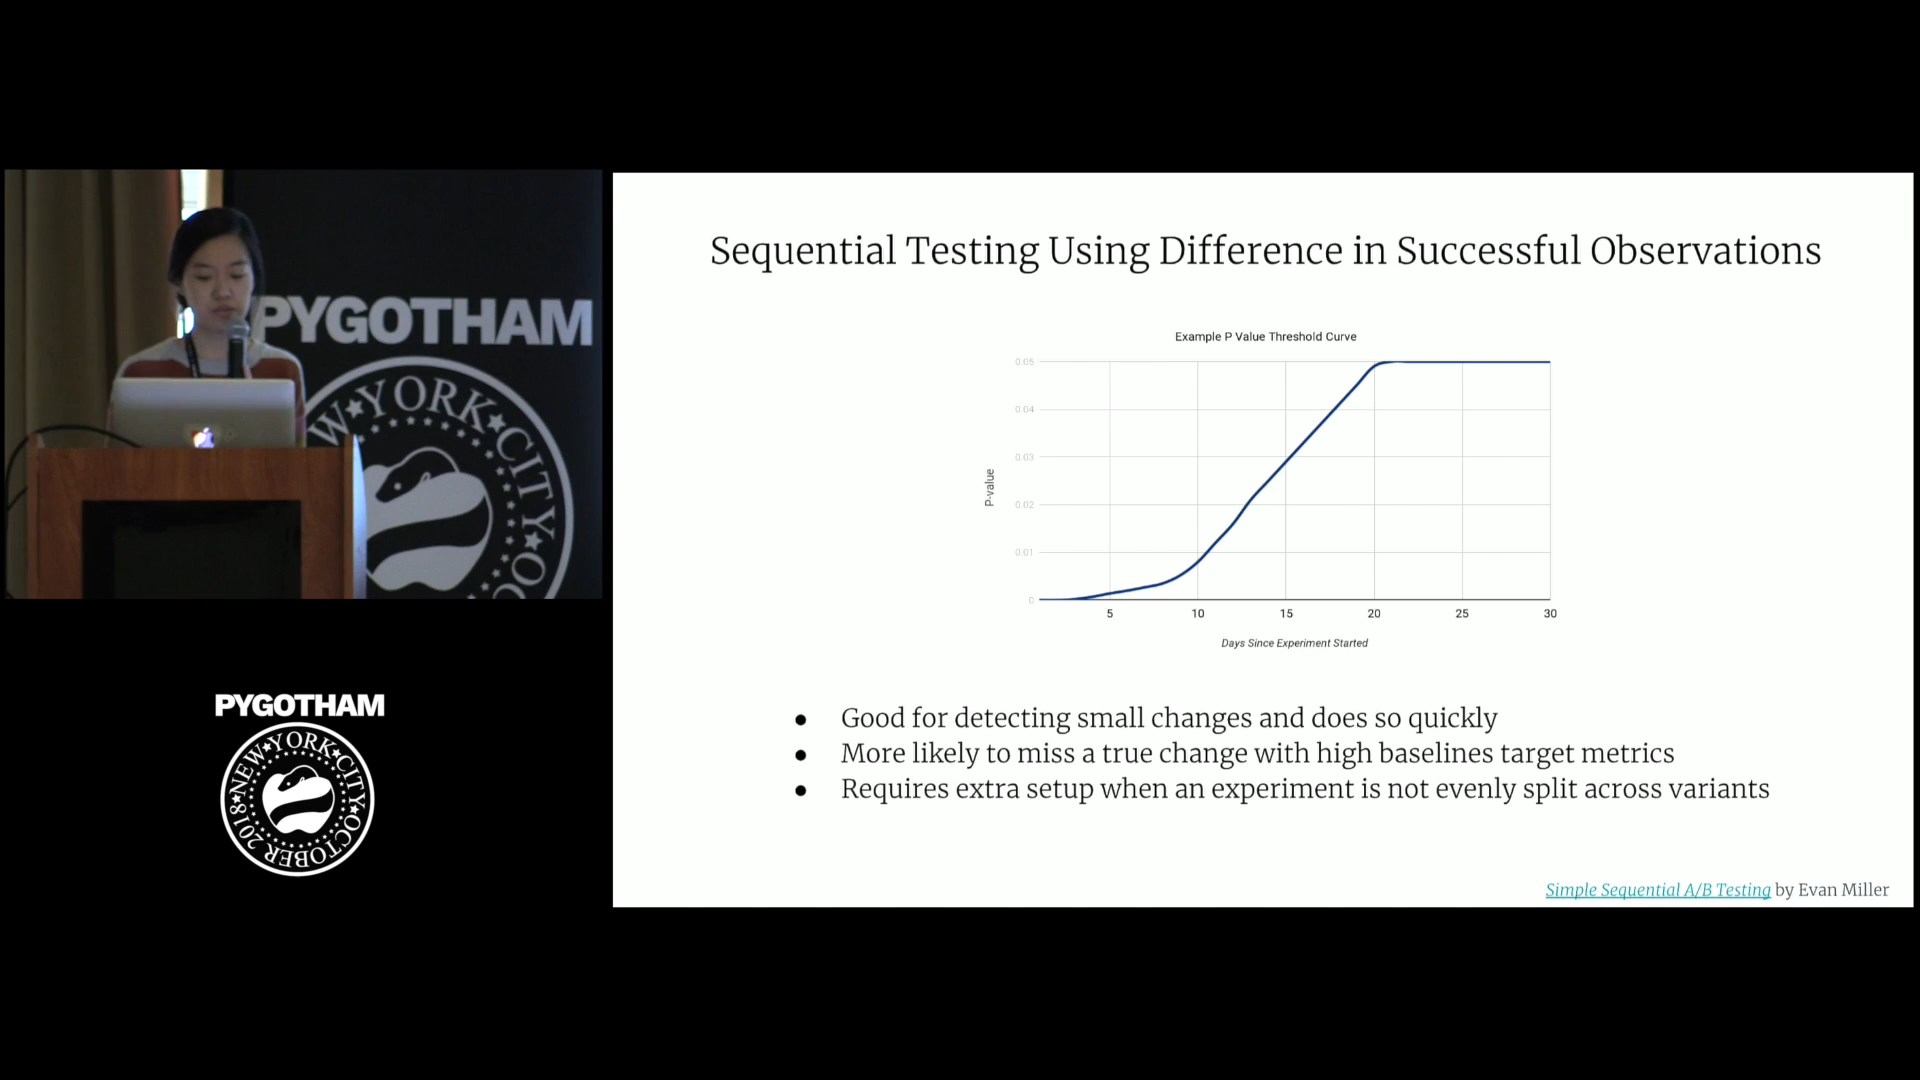 PYGOTHAM
W★YORK★CITY★OC
PYGOTHAM
NEW★YORK★CITY★OCTOBER 2018★
Sequential Testing Using Difference in Successful Observations
Example P Value Threshold Curve
P-value
0.05
0.04
0.03
0.02
0.01
0
5 10 15 20 25 30
Days Since Experiment Started
● Good for detecting small changes and does so quickly
● More likely to miss a true change with high baselines target metrics
● Requires extra setup when an experiment is not evenly split across variants
Simple Sequential A/B Testing by Evan Miller